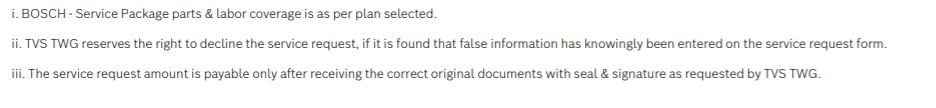 i. BOSCH - Service Package parts & labor coverage is as per plan selected.
ii. TVS TWG reserves the right to decline the service request, if it is found that false information has knowingly been entered on the service request form.
iii. The service request amount is payable only after receiving the correct original documents with seal & signature as requested by TVS TWG.